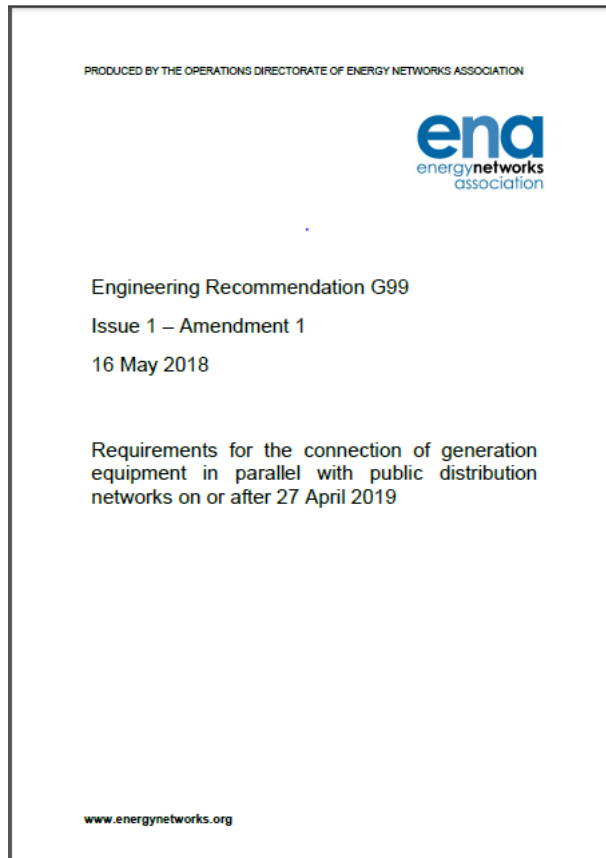 PRODUCED BY THE OPERATIONS DIRECTORATE OF ENERGY NETWORKS ASSOCIATION
ena
energynetworks
association
Engineering Recommendation G99
Issue 1 – Amendment 1
16 May 2018
Requirements for the connection of generation
equipment in parallel with public distribution
networks on or after 27 April 2019
www.energynetworks.org